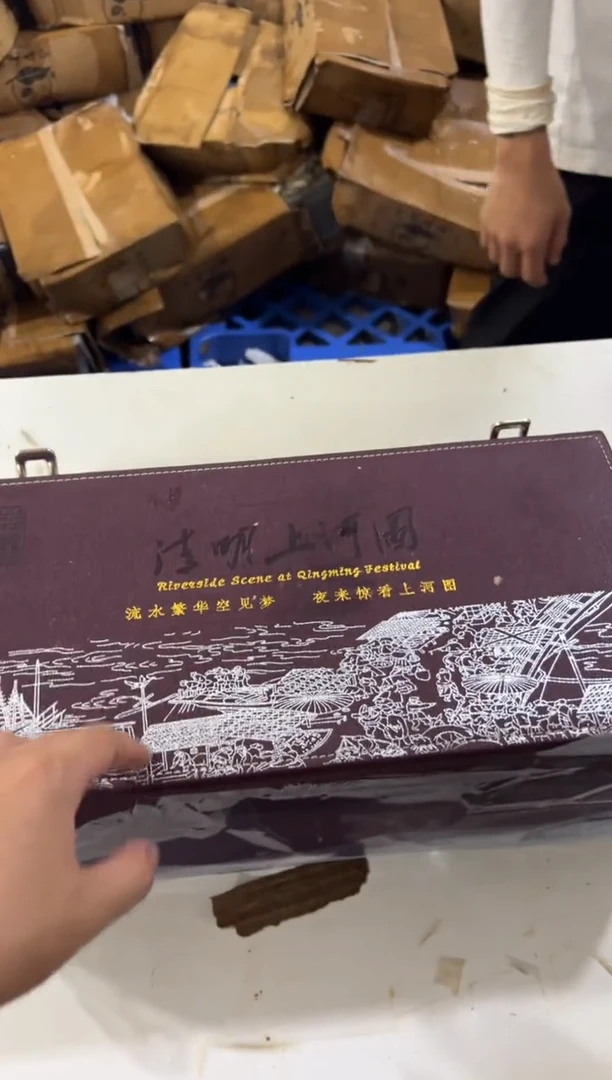 清明上河图
Riverside Scene at Qingming Festival
流水繁华空见梦 夜来惊看上河图